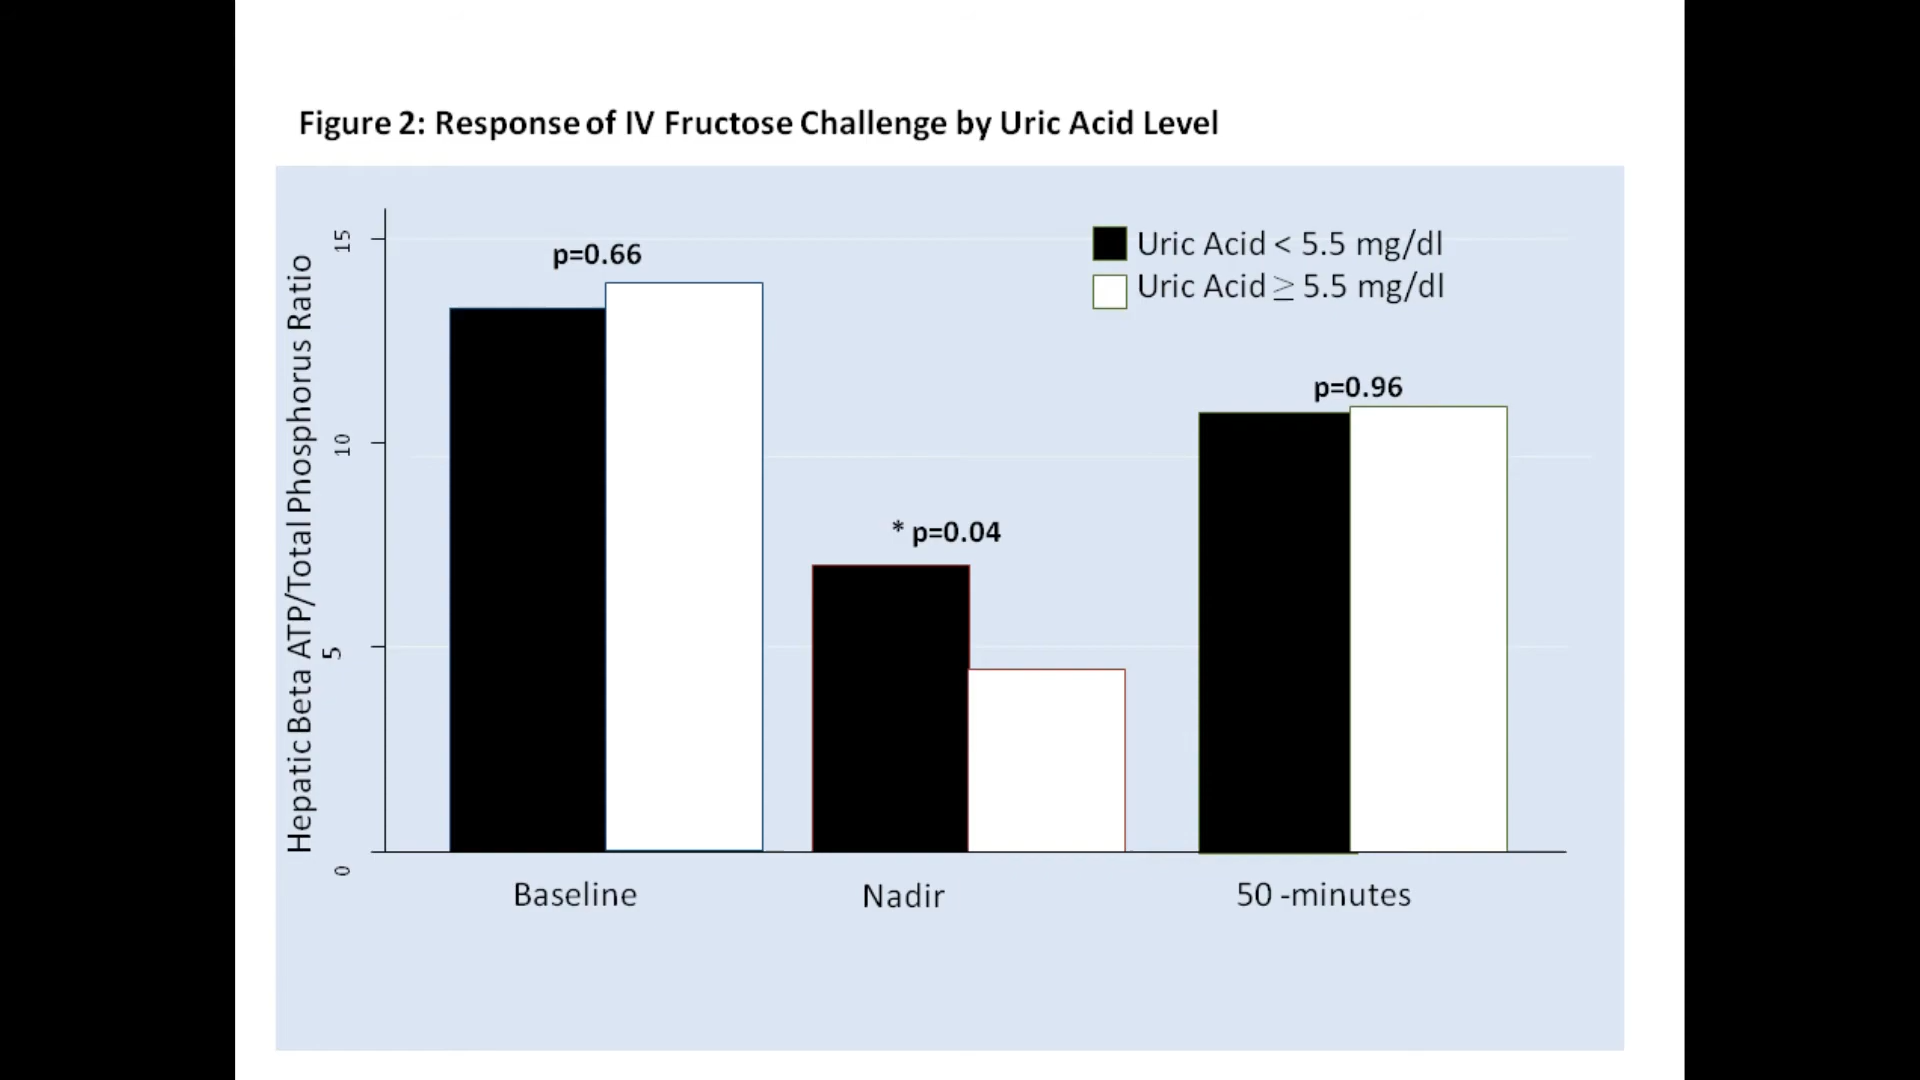 Figure 2: Response of IV Fructose Challenge by Uric Acid Level
Hepatic Beta ATP/Total Phosphorus Ratio
15
10
5
0
p=0.66
* p=0.04
p=0.96
Uric Acid < 5.5 mg/dl
Uric Acid ≥ 5.5 mg/dl
Baseline
Nadir
50 -minutes